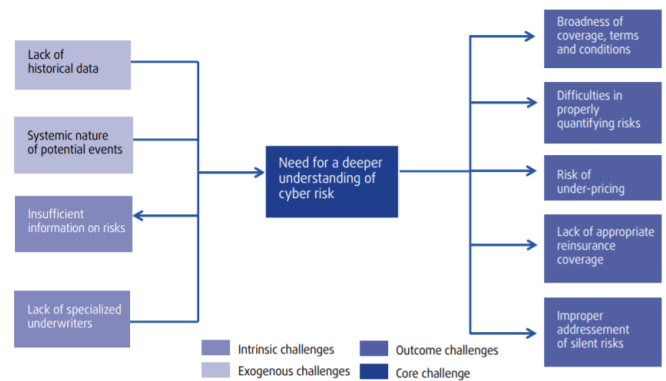 Lack of
historical data
Systemic nature
of potential events
Insufficient
information on risks
Lack of specialized
underwriters
Need for a deeper
understanding of
cyber risk
Broadness of
coverage, terms
and conditions
Difficulties in
properly
quantifying risks
Risk of
under-pricing
Lack of appropriate
reinsurance
coverage
Improper
addressement
of silent risks
Intrinsic challenges
Outcome challenges
Exogenous challenges
Core challenge